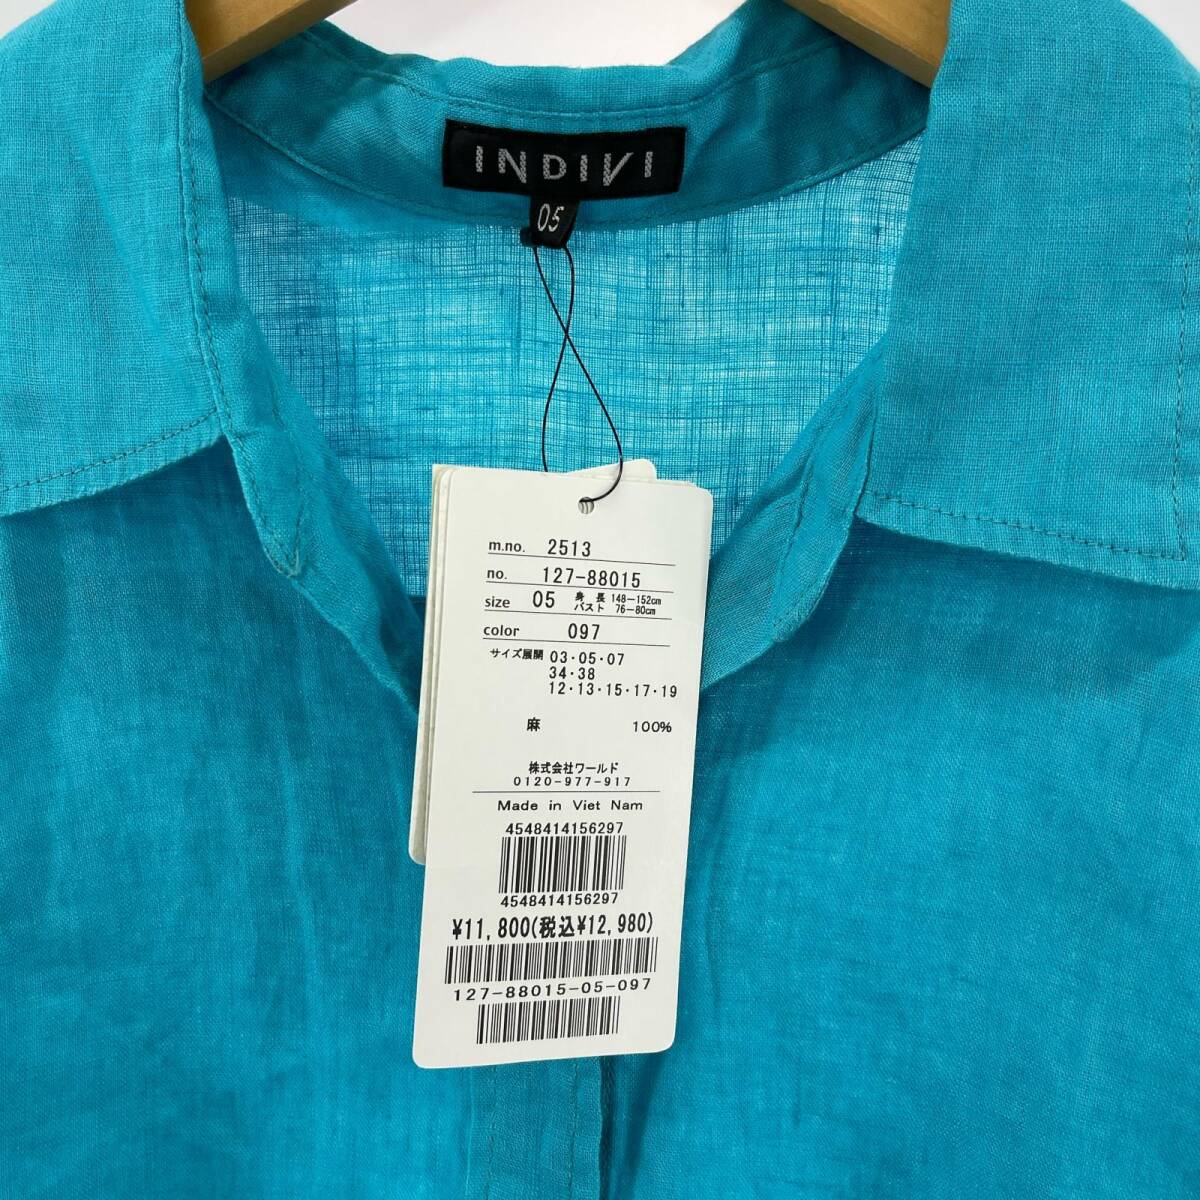 INDIVI
05
m.no. 2513
no. 127-88015
size 05 身長 148-152cm
バスト 76-80cm
color 097
サイズ展開 03・05・07
34・38
12・13・15・17・19
麻 100%
株式会社ワールド
0120-977-917
Made in Viet Nam
4548414156297
4548414156297
¥11,800(税込¥12,980)
127-88015-05-097